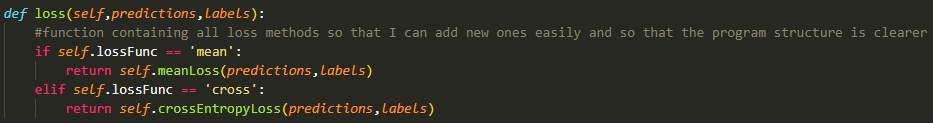 def loss(self,predictions,labels):
    #function containing all loss methods so that I can add new ones easily and so that the program structure is clearer
    if self.lossFunc == 'mean':
        return self.meanLoss(predictions,labels)
    elif self.lossFunc == 'cross':
        return self.crossEntropyLoss(predictions,labels)